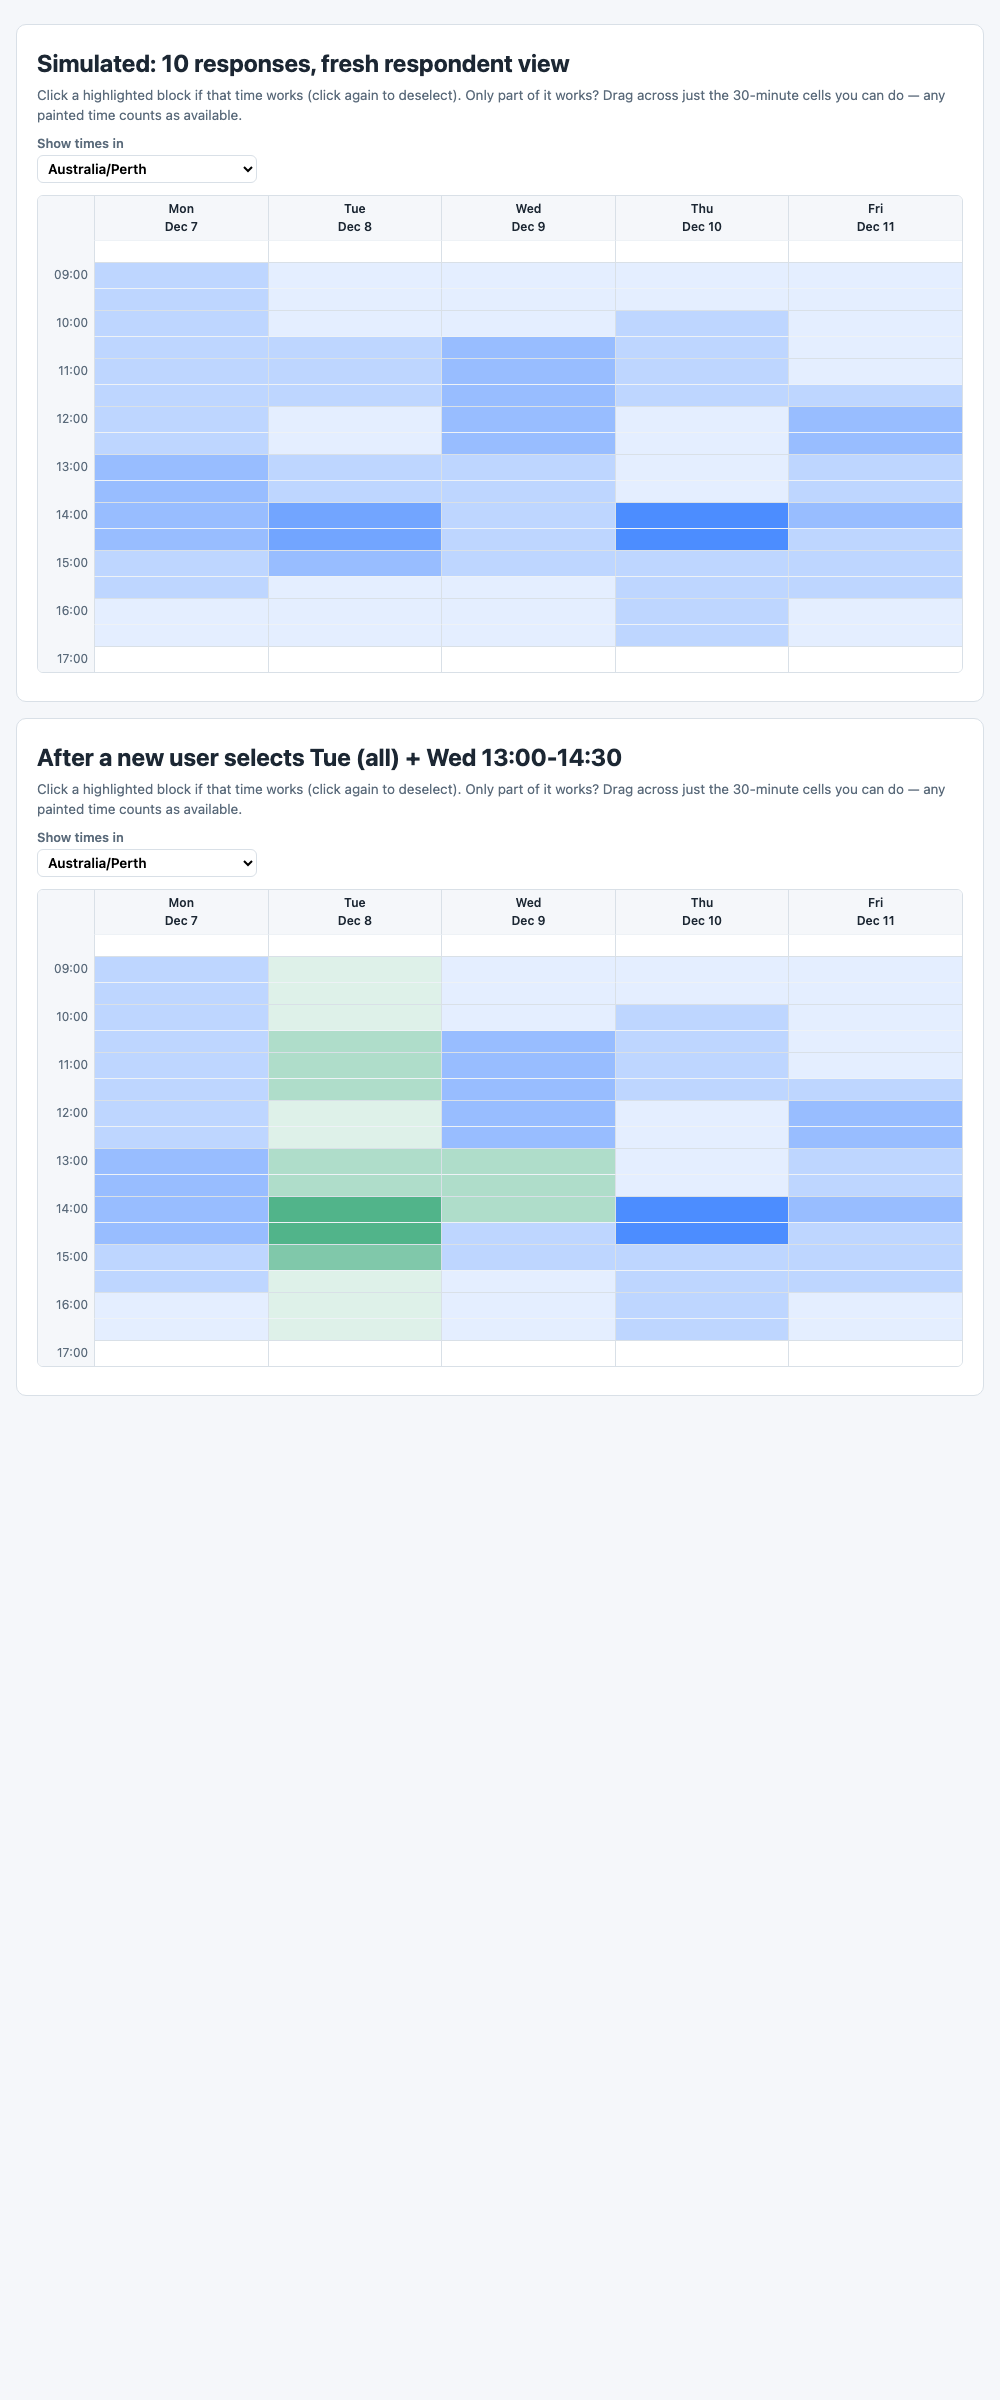 Simulated: 10 responses, fresh respondent view
Click a highlighted block if that time works (click again to deselect). Only part of it works? Drag across just the 30-minute cells you can do — any
painted time counts as available.
Show times in
Australia/Perth
Mon Tue Wed Thu Fri
Dec 7 Dec 8 Dec 9 Dec 10 Dec 11
09:00
10:00
11:00
12:00
13:00
14:00
15:00
16:00
17:00
After a new user selects Tue (all) + Wed 13:00-14:30
Click a highlighted block if that time works (click again to deselect). Only part of it works? Drag across just the 30-minute cells you can do — any
painted time counts as available.
Show times in
Australia/Perth
Mon Tue Wed Thu Fri
Dec 7 Dec 8 Dec 9 Dec 10 Dec 11
09:00
10:00
11:00
12:00
13:00
14:00
15:00
16:00
17:00